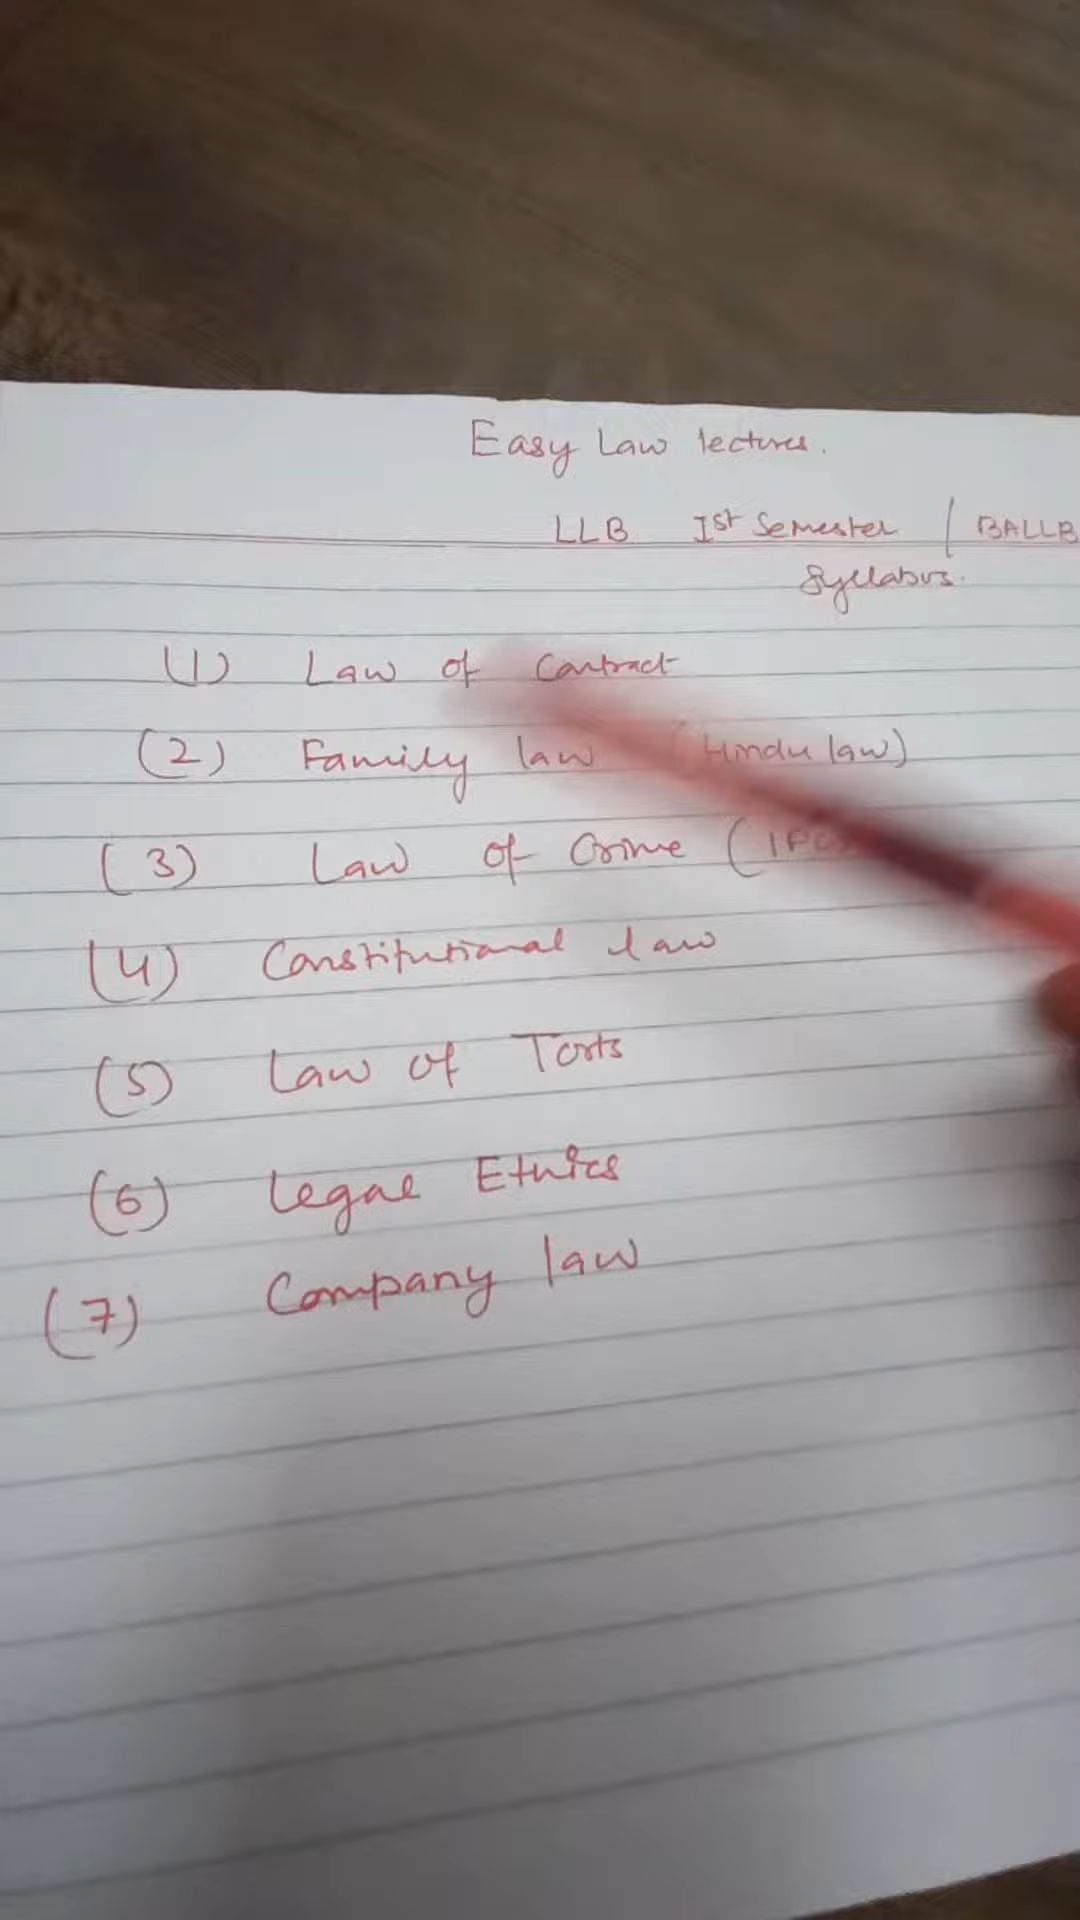 Easy Law lectures.
LLB Ist Semester / BALLB
Syllabus.
(1) Law of Contract
(2) Family law (Hindu law)
(3) Law of Crime (IPC
(4) Constitutional law
(5) Law of Torts
(6) Legal Ethics
(7) Company law